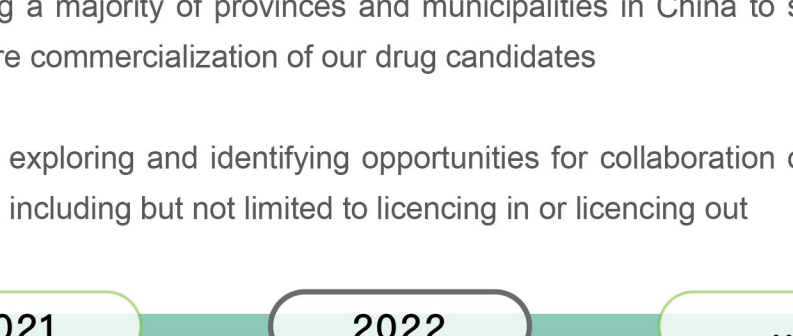 a majority of provinces and municipalities in China to
commercialization of our drug candidates
exploring and identifying opportunities for collaboration
including but not limited to licencing in or licencing out
2022